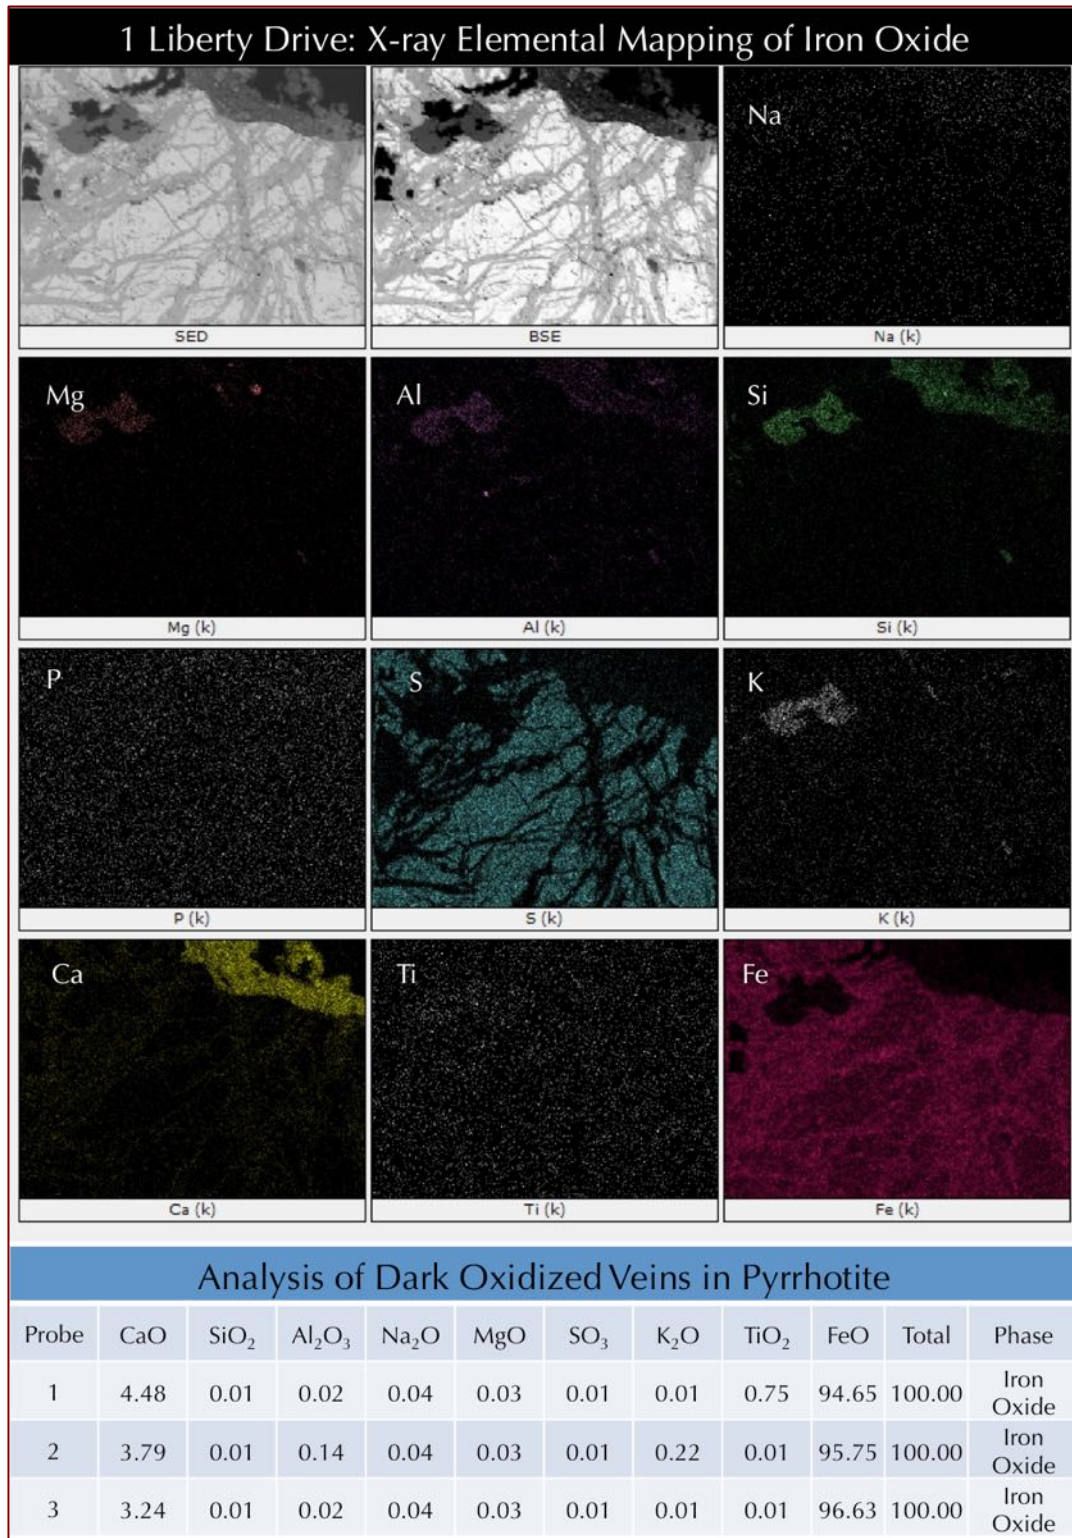 1 Liberty Drive: X-ray Elemental Mapping of Iron Oxide
Na
SED BSE Na (k)
Mg Al Si
Mg (k) Al (k) Si (k)
P S K
P (k) S (k) K (k)
Ca Ti Fe
Ca (k) Ti (k) Fe (k)
Analysis of Dark Oxidized Veins in Pyrrhotite
Probe CaO SiO₂ Al₂O₃ Na₂O MgO SO₃ K₂O TiO₂ FeO Total Phase
1 4.48 0.01 0.02 0.04 0.03 0.01 0.01 0.75 94.65 100.00 Iron Oxide
2 3.79 0.01 0.14 0.04 0.03 0.01 0.22 0.01 95.75 100.00 Iron Oxide
3 3.24 0.01 0.02 0.04 0.03 0.01 0.01 0.01 96.63 100.00 Iron Oxide